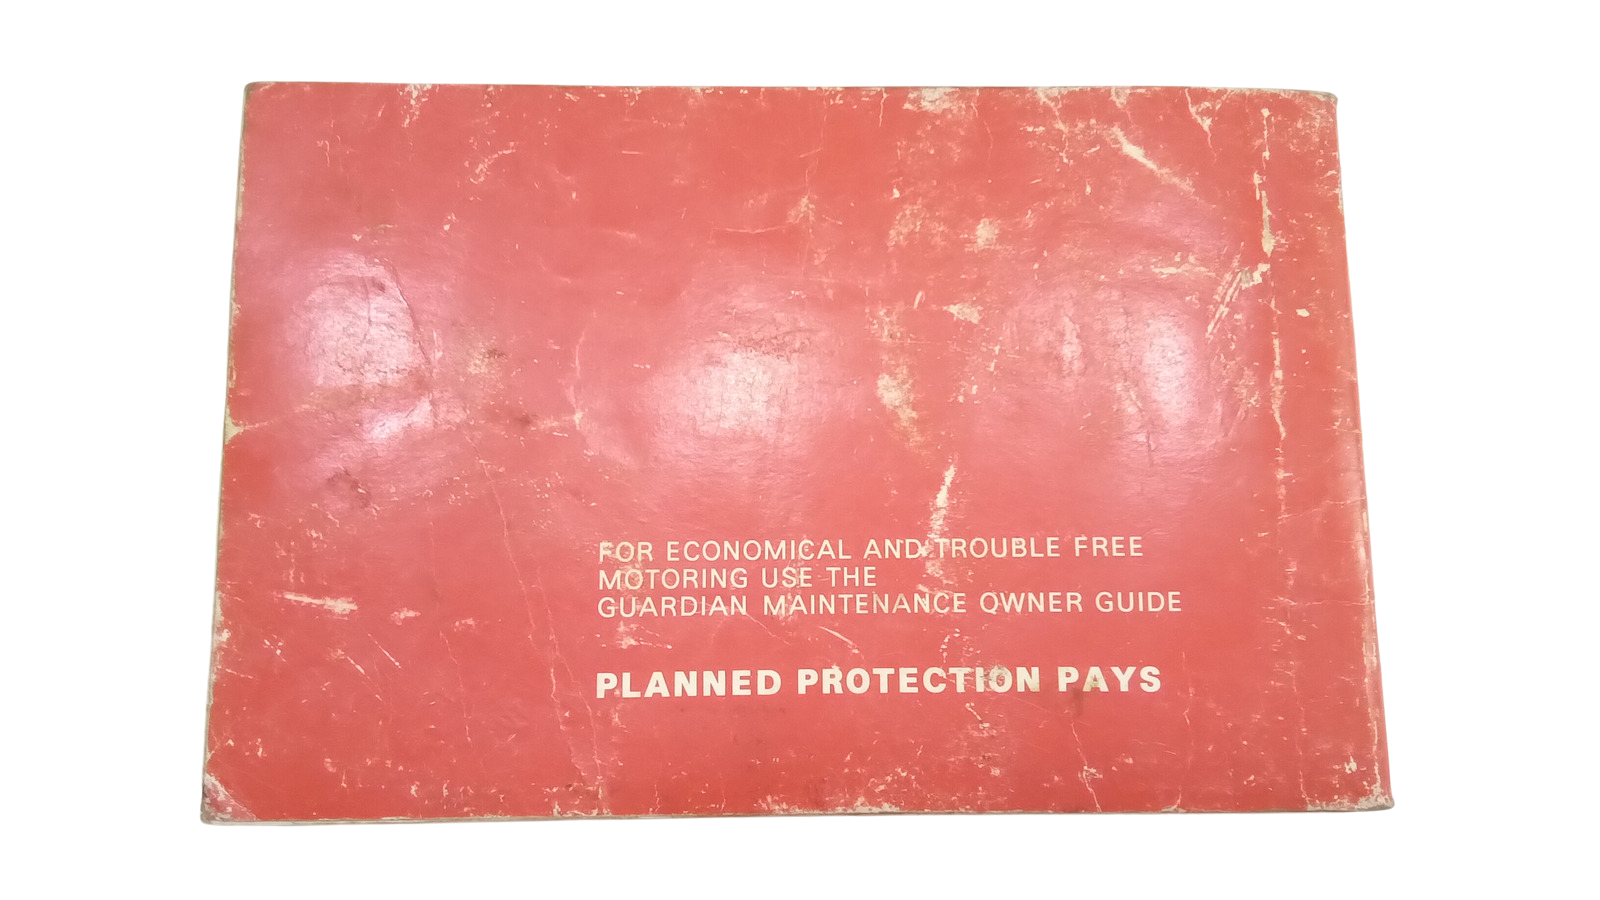 FOR ECONOMICAL AND TROUBLE FREE
MOTORING USE THE
GUARDIAN MAINTENANCE OWNER GUIDE
PLANNED PROTECTION PAYS